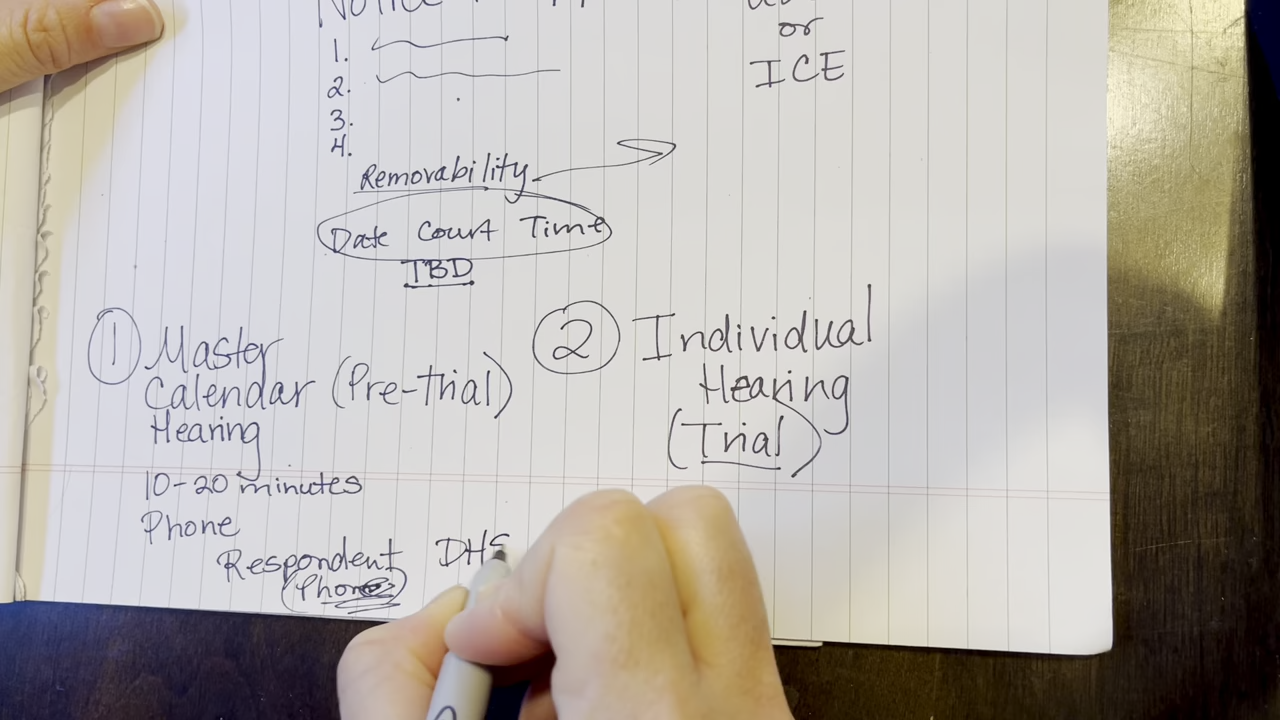 Notice
or
1.
ICE
2.
3.
4.
Removability
Date Court Time
TBD
1 Master
Calendar (Pre-trial)
Hearing
2 Individual
Hearing
(Trial)
10-20 minutes
Phone
Respondent DHS
(Phone)